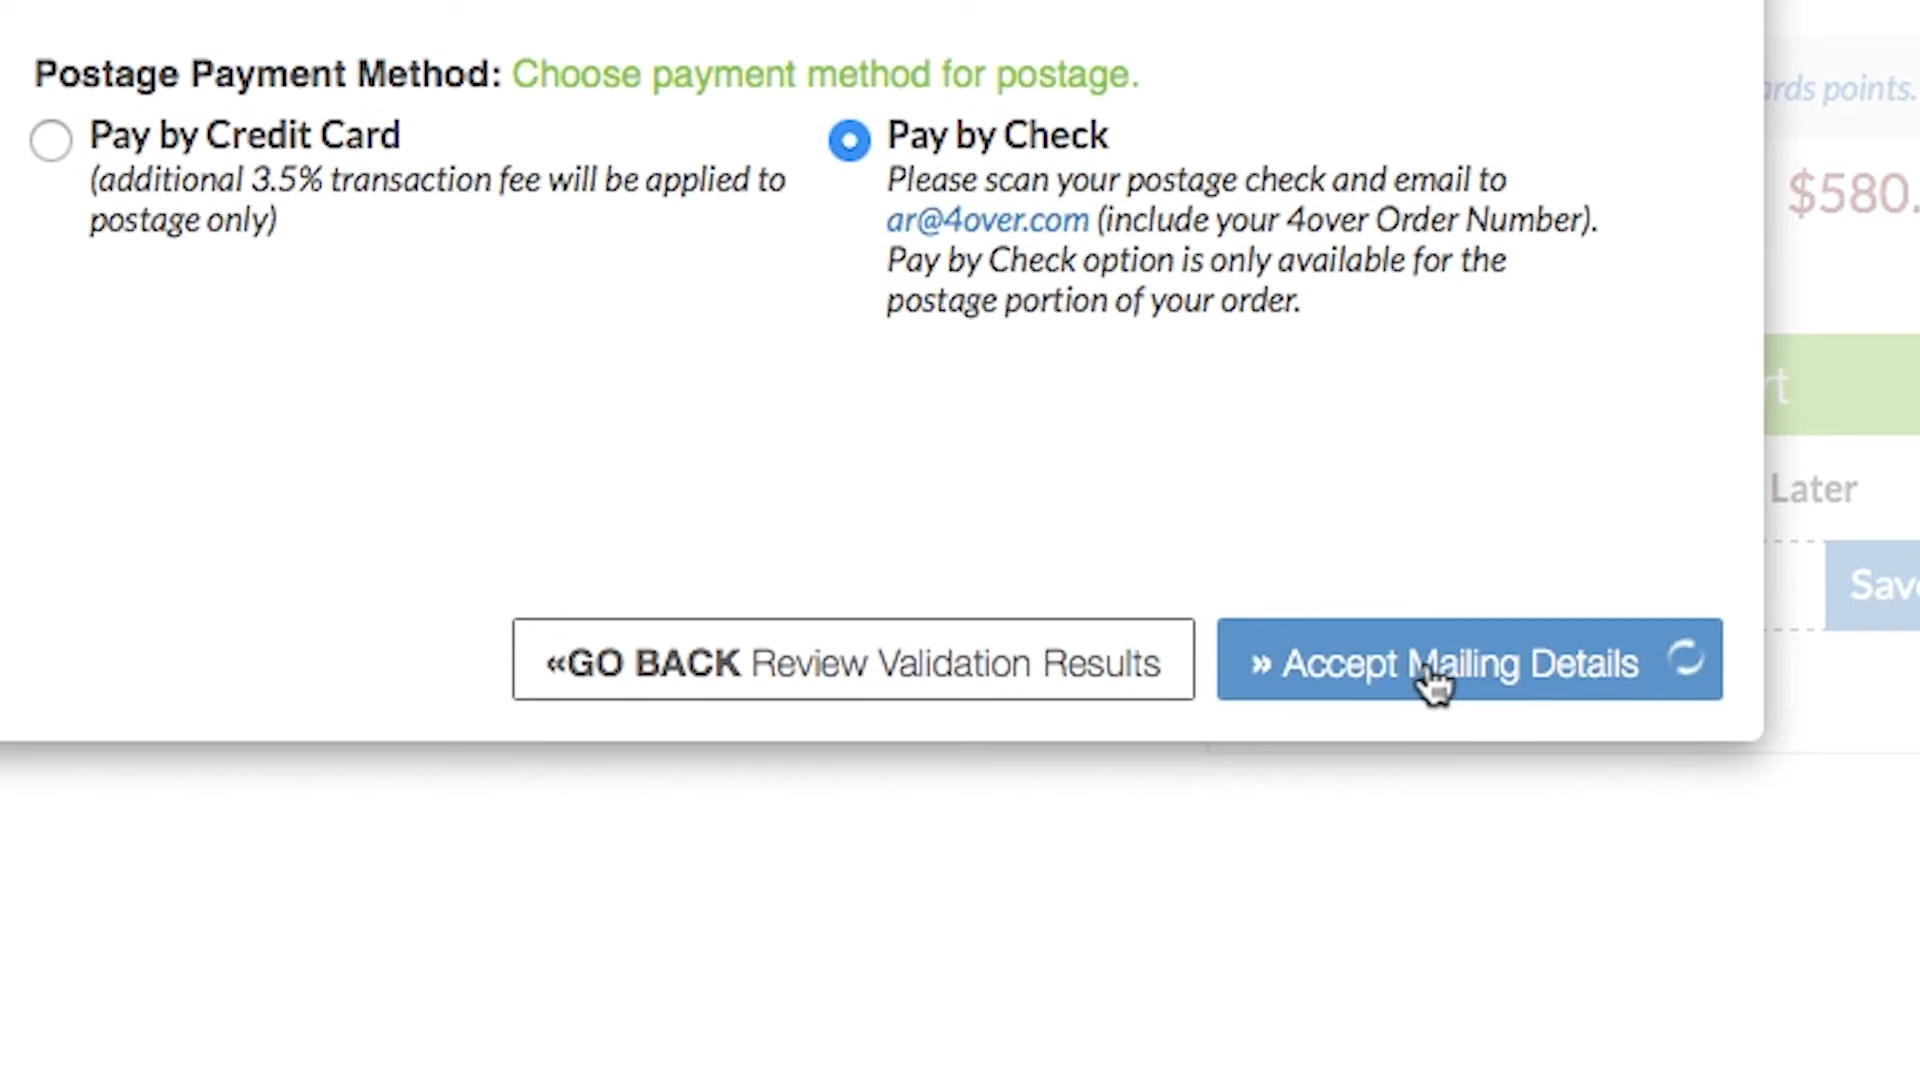 Postage Payment Method: Choose payment method for postage.
Pay by Credit Card
(additional 3.5% transaction fee will be applied to
postage only)
Pay by Check
Please scan your postage check and email to
ar@4over.com (include your 4over Order Number).
Pay by Check option is only available for the
postage portion of your order.
points.
$580.
Later
«GO BACK Review Validation Results
» Accept Mailing Details